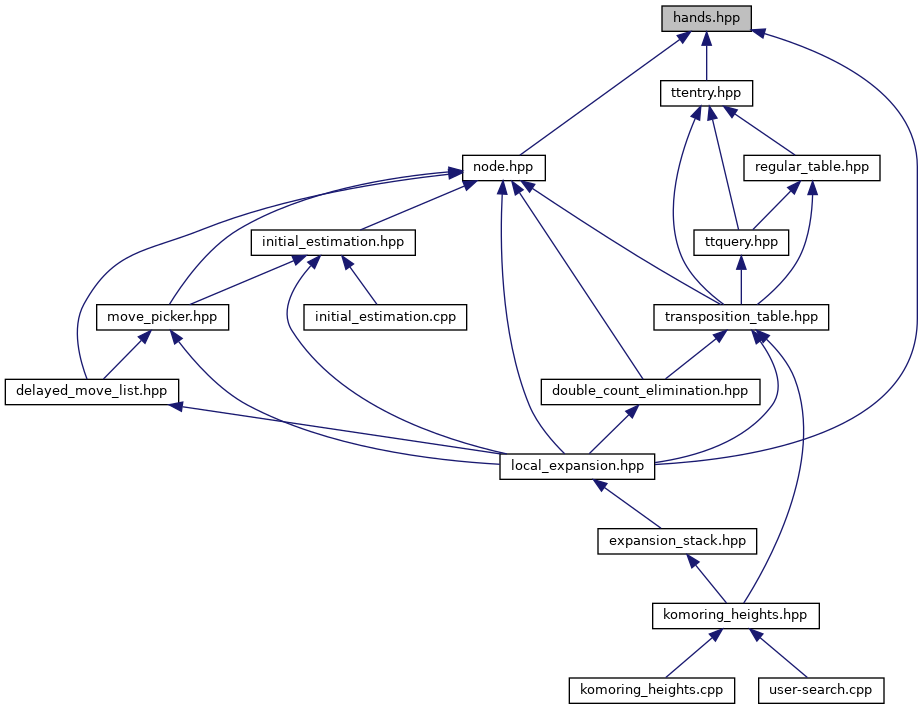 hands.hpp
ttentry.hpp
node.hpp
regular_table.hpp
initial_estimation.hpp
ttquery.hpp
move_picker.hpp
initial_estimation.cpp
transposition_table.hpp
delayed_move_list.hpp
double_count_elimination.hpp
local_expansion.hpp
expansion_stack.hpp
komoring_heights.hpp
komoring_heights.cpp
user-search.cpp